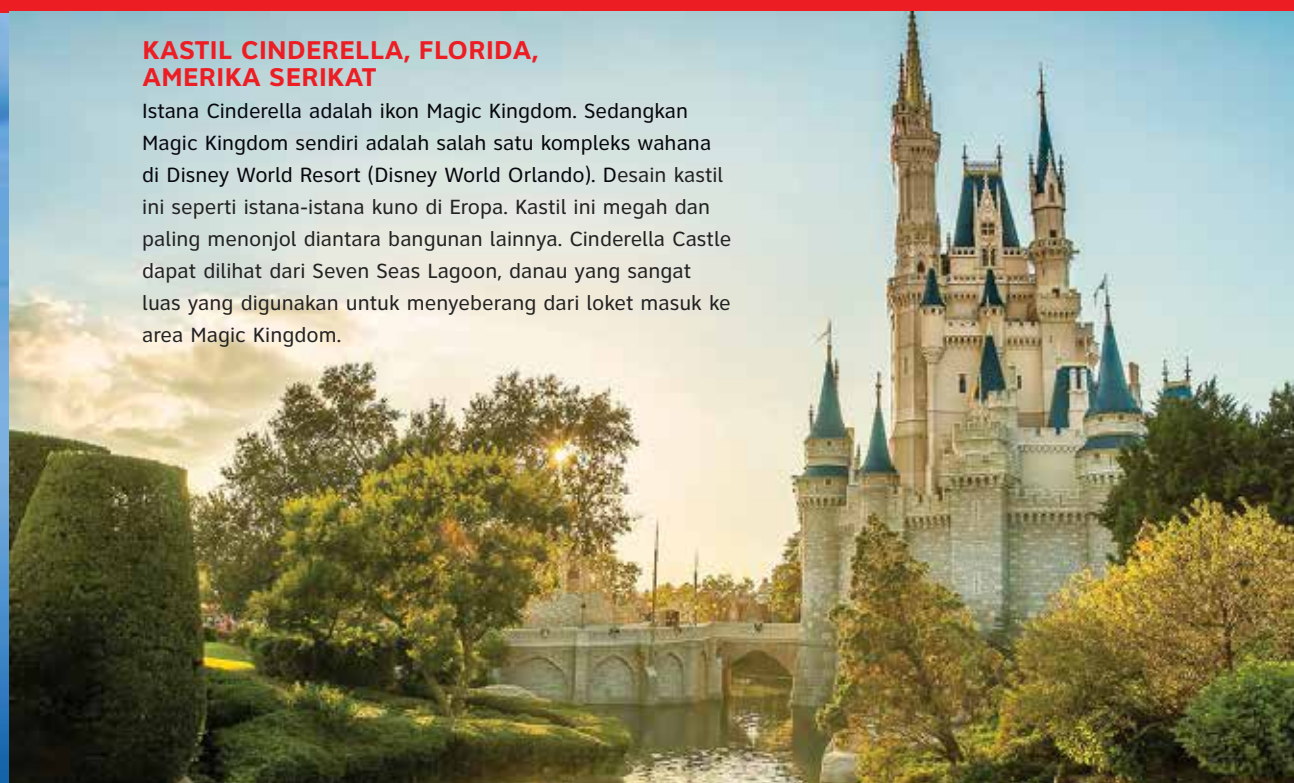 KASTIL CINDERELLA, FLORIDA,
AMERIKA SERIKAT
Istana Cinderella adalah ikon Magic Kingdom. Sedangkan
Magic Kingdom sendiri adalah salah satu kompleks wahana
di Disney World Resort (Disney World Orlando). Desain kastil
ini seperti istana-istana kuno di Eropa. Kastil ini megah dan
paling menonjol diantara bangunan lainnya. Cinderella Castle
dapat dilihat dari Seven Seas Lagoon, danau yang sangat
luas yang digunakan untuk menyeberang dari loket masuk ke
area Magic Kingdom.